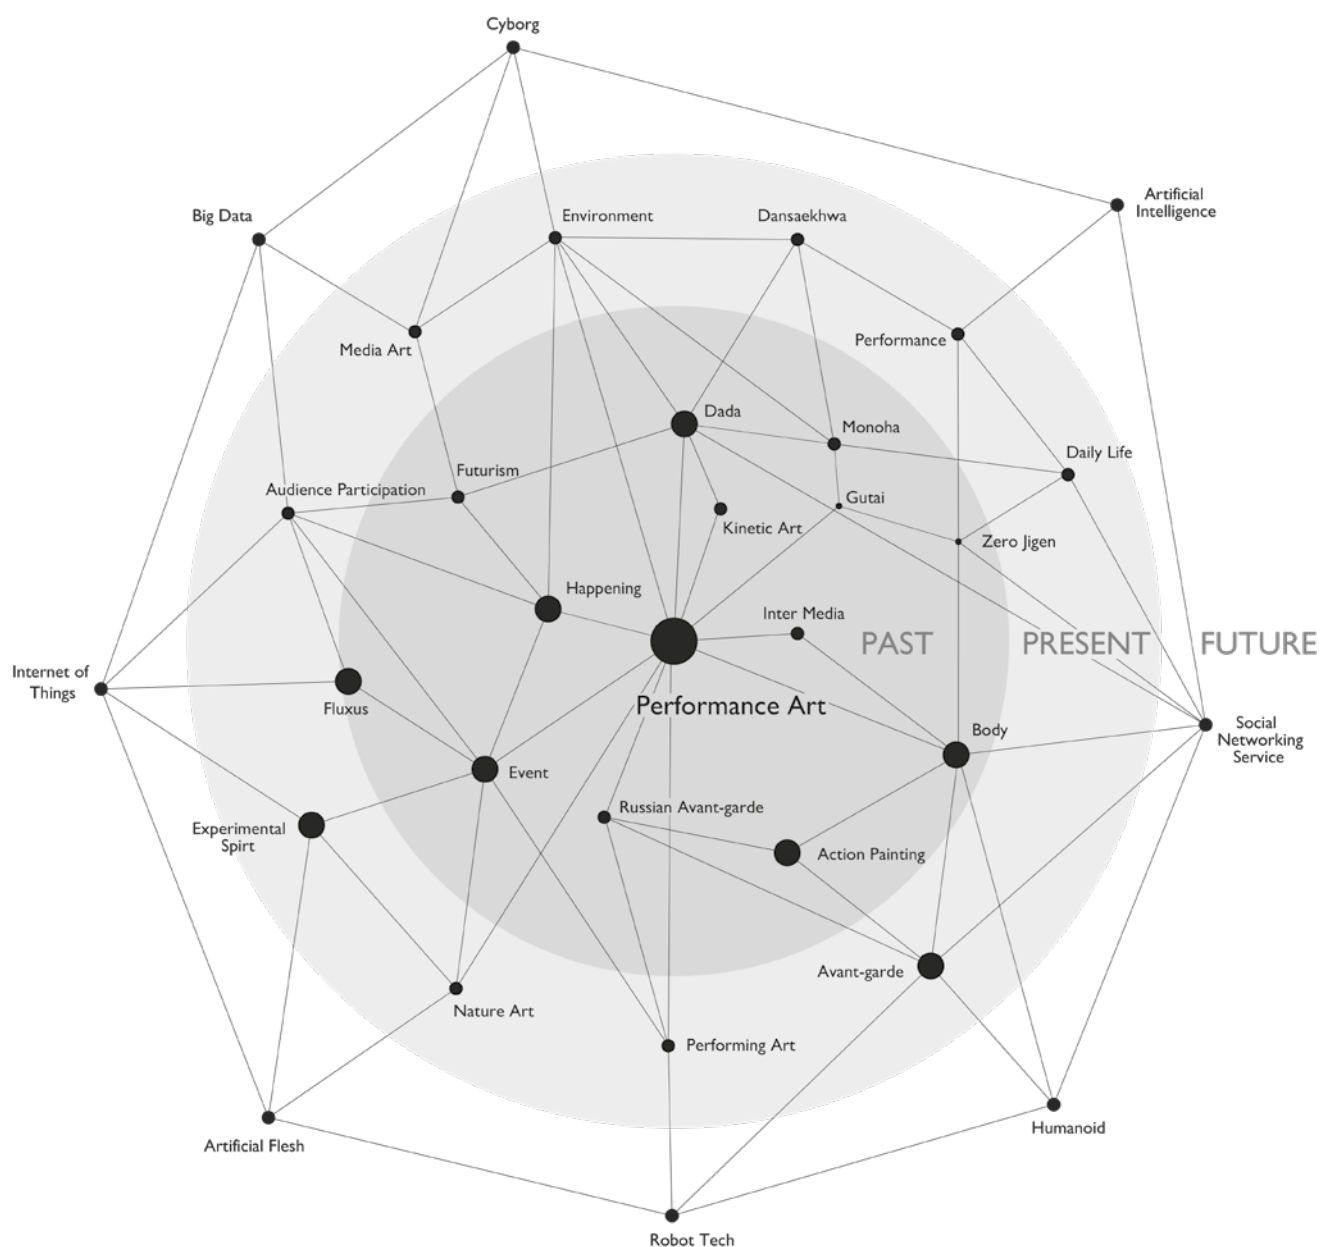 Cyborg
Artificial
Intelligence
Big Data
Environment
Dansaekhwa
Performance
Media Art
Dada
Monoha
Daily Life
Futurism
Audience Participation
Gutai
Kinetic Art
Zero Jigen
Happening
Inter Media
PAST
PRESENT
FUTURE
Internet of
Things
Fluxus
Performance Art
Body
Social
Networking
Service
Event
Russian Avant-garde
Experimental
Spirt
Action Painting
Avant-garde
Nature Art
Performing Art
Humanoid
Artificial Flesh
Robot Tech